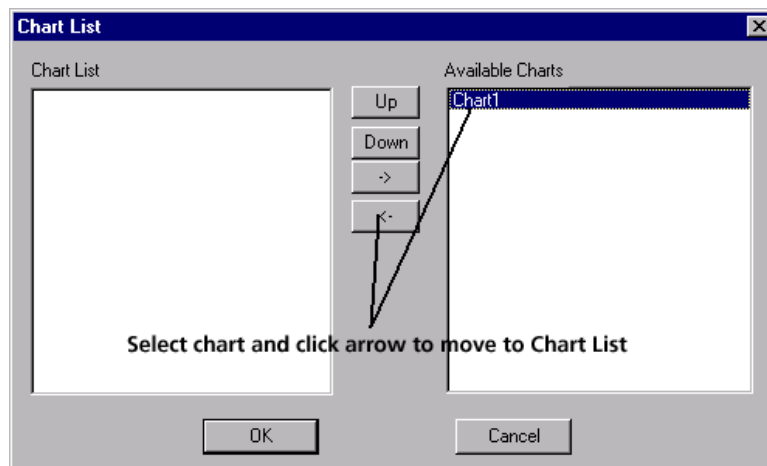 Chart List
Chart List
Available Charts
Chart1
Up
Down
->
<-
Select chart and click arrow to move to Chart List
OK
Cancel